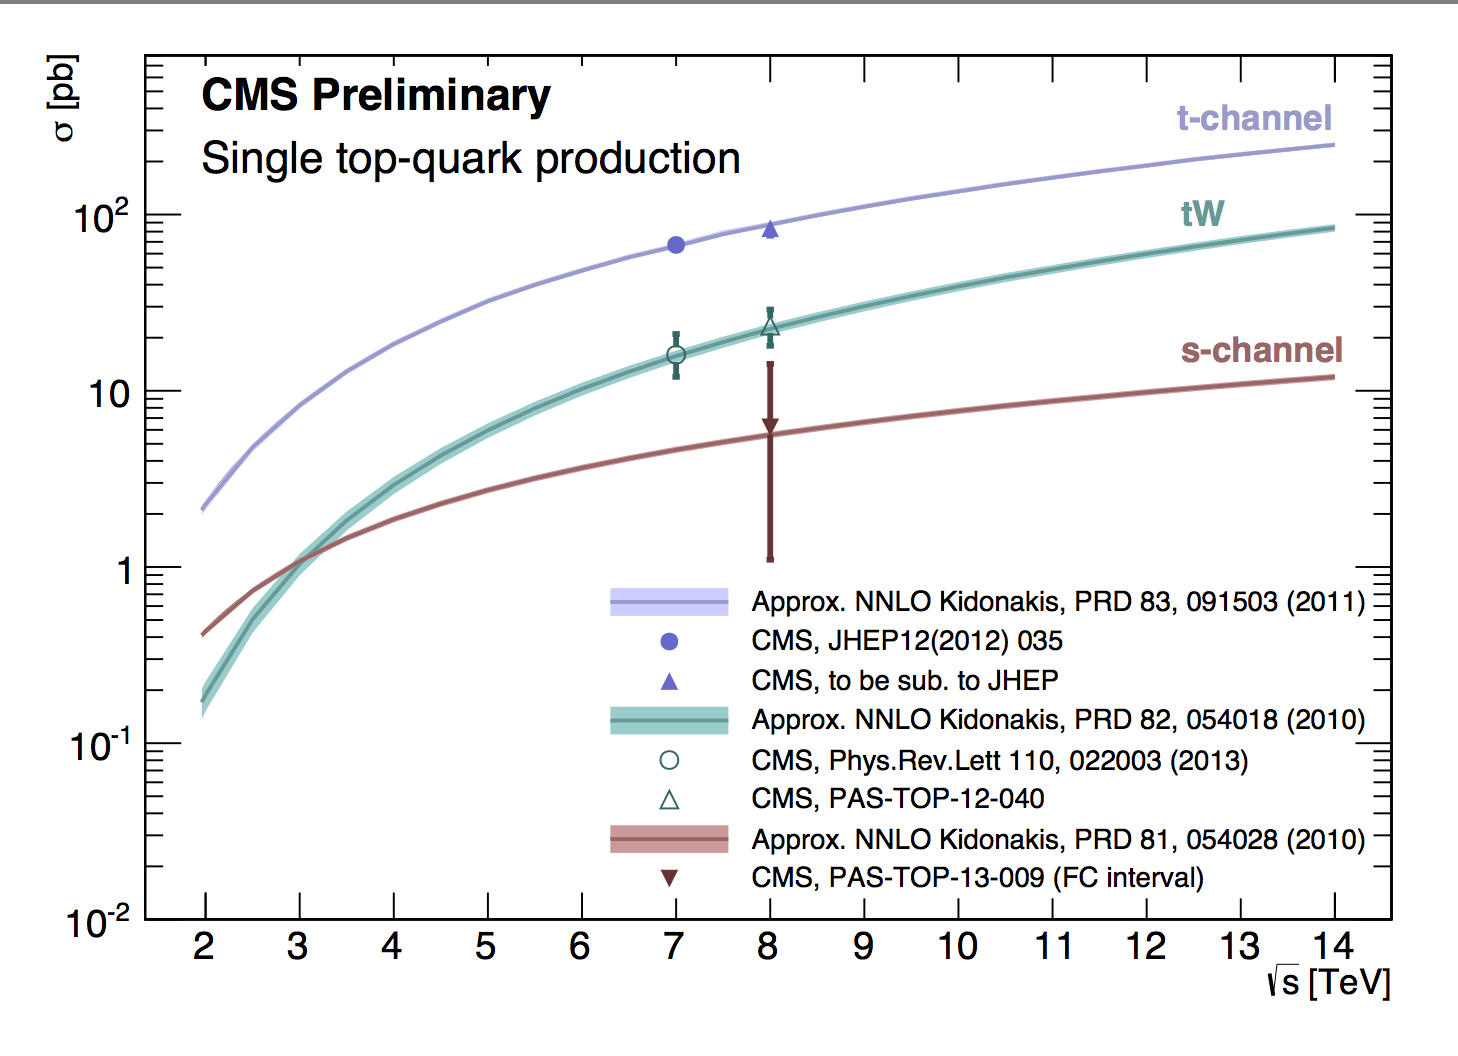 σ [pb]
CMS Preliminary
Single top-quark production
t-channel
tW
s-channel
10²
10
1
10⁻¹
10⁻²
Approx. NNLO Kidonakis, PRD 83, 091503 (2011)
CMS, JHEP12(2012) 035
CMS, to be sub. to JHEP
Approx. NNLO Kidonakis, PRD 82, 054018 (2010)
CMS, Phys.Rev.Lett 110, 022003 (2013)
CMS, PAS-TOP-12-040
Approx. NNLO Kidonakis, PRD 81, 054028 (2010)
CMS, PAS-TOP-13-009 (FC interval)
2 3 4 5 6 7 8 9 10 11 12 13 14
√s [TeV]